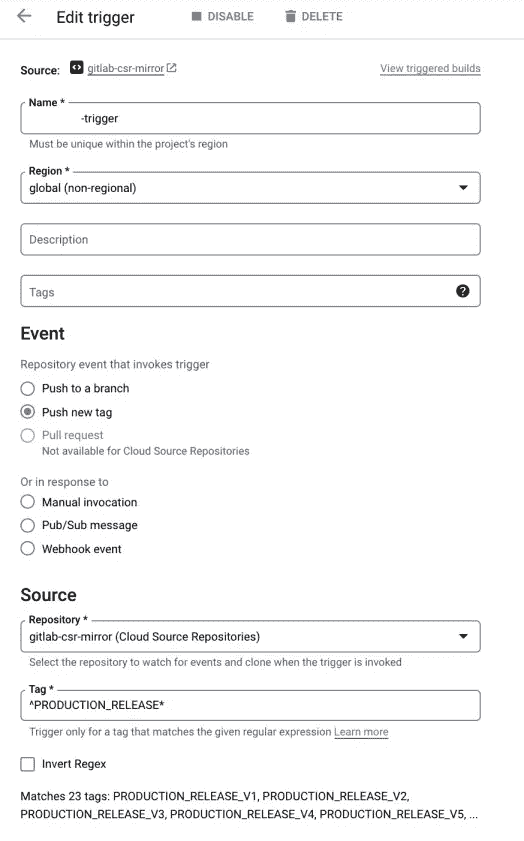 Edit trigger
DISABLE
DELETE
Source: gitlab-csr-mirror
View triggered builds
Name *
-trigger
Must be unique within the project's region
Region *
global (non-regional)
Description
Tags
Event
Repository event that invokes trigger
Push to a branch
Push new tag
Pull request
Not available for Cloud Source Repositories
Or in response to
Manual invocation
Pub/Sub message
Webhook event
Source
Repository *
gitlab-csr-mirror (Cloud Source Repositories)
Select the repository to watch for events and clone when the trigger is invoked
Tag *
^PRODUCTION_RELEASE*
Trigger only for a tag that matches the given regular expression Learn more
Invert Regex
Matches 23 tags: PRODUCTION_RELEASE_V1, PRODUCTION_RELEASE_V2,
PRODUCTION_RELEASE_V3, PRODUCTION_RELEASE_V4, PRODUCTION_RELEASE_V5, ...